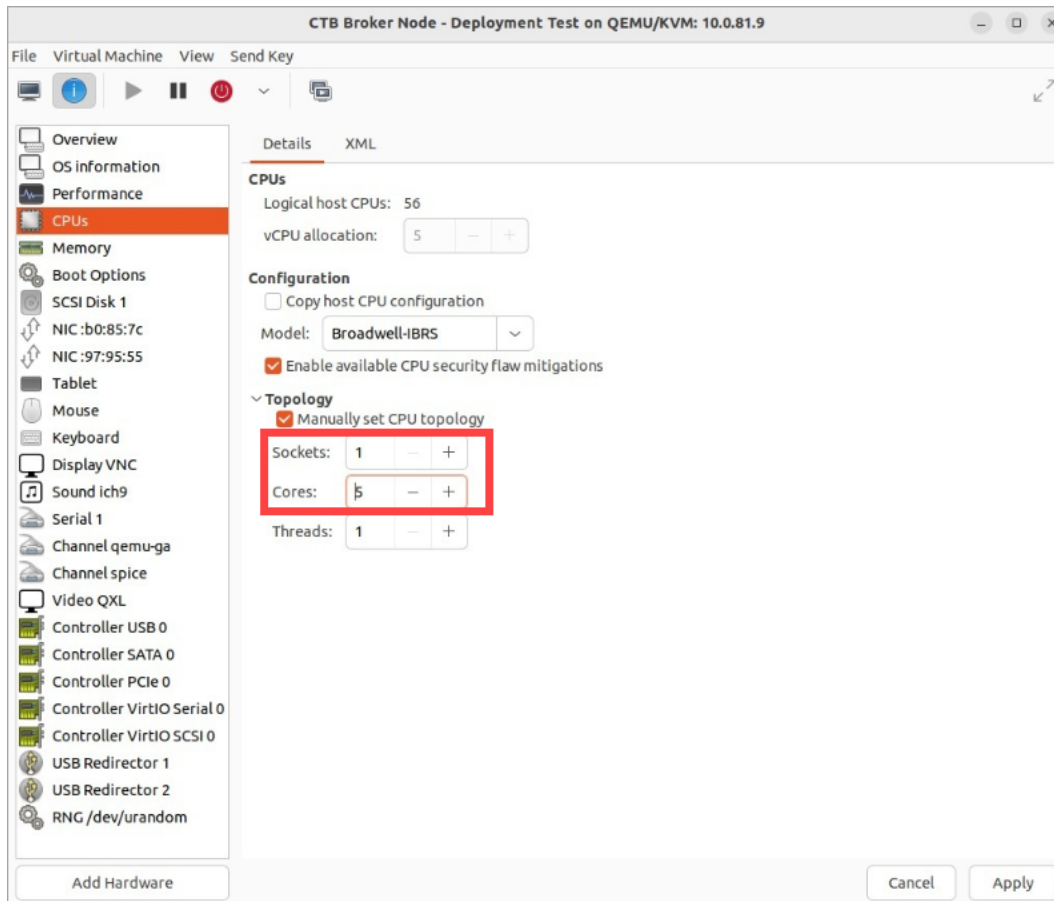 CTB Broker Node - Deployment Test on QEMU/KVM: 10.0.81.9
File Virtual Machine View Send Key
Overview
OS information
Performance
CPUs
Memory
Boot Options
SCSI Disk 1
NIC :b0:85:7c
NIC :97:95:55
Tablet
Mouse
Keyboard
Display VNC
Sound ich9
Serial 1
Channel qemu-ga
Channel spice
Video QXL
Controller USB 0
Controller SATA 0
Controller PCIe 0
Controller VirtIO Serial 0
Controller VirtIO SCSI 0
USB Redirector 1
USB Redirector 2
RNG /dev/urandom
Add Hardware
Details XML
CPUs
Logical host CPUs: 56
vCPU allocation: 5
Configuration
Copy host CPU configuration
Model: Broadwell-IBRS
Enable available CPU security flaw mitigations
Topology
Manually set CPU topology
Sockets: 1
Cores: 5
Threads: 1
Cancel Apply